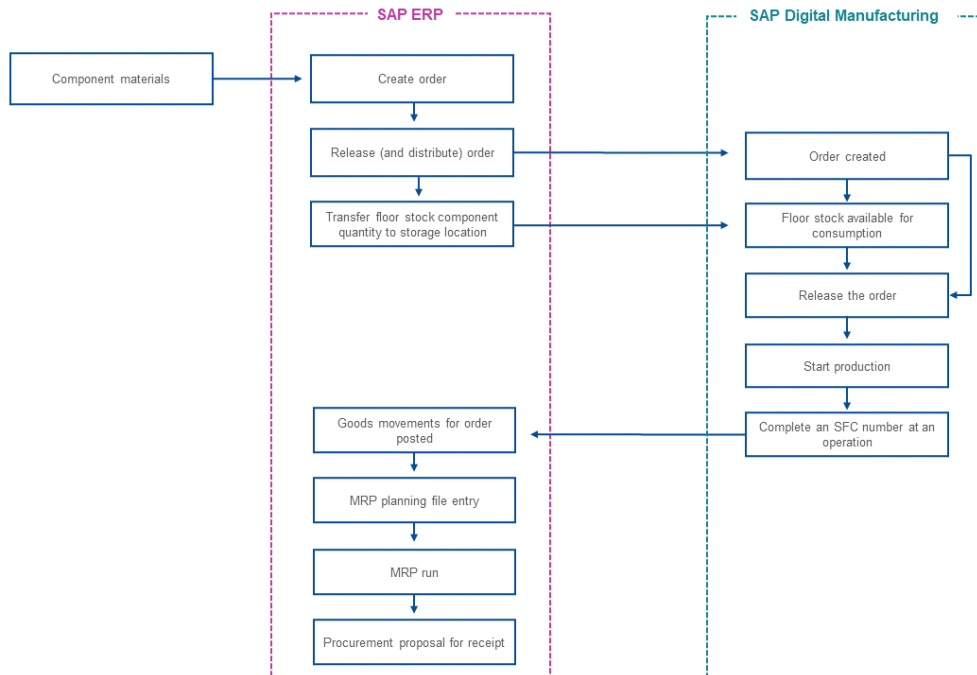 SAP ERP
SAP Digital Manufacturing
Component materials
Create order
Release (and distribute) order
Order created
Transfer floor stock component
quantity to storage location
Floor stock available for
consumption
Release the order
Start production
Goods movements for order
posted
Complete an SFC number at an
operation
MRP planning file entry
MRP run
Procurement proposal for receipt